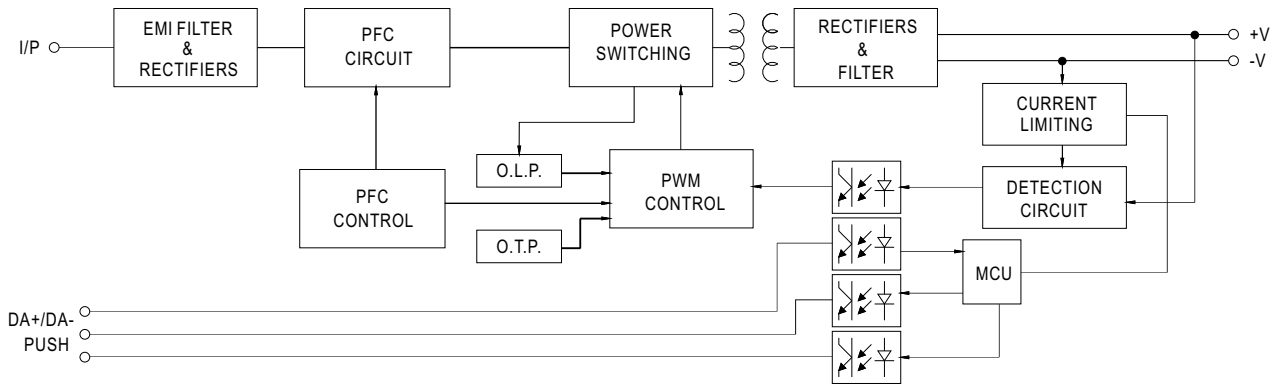 I/P
EMI FILTER
&
RECTIFIERS
PFC
CIRCUIT
POWER
SWITCHING
RECTIFIERS
&
FILTER
+V
-V
CURRENT
LIMITING
O.L.P.
PWM
CONTROL
DETECTION
CIRCUIT
PFC
CONTROL
O.T.P.
MCU
DA+/DA-
PUSH